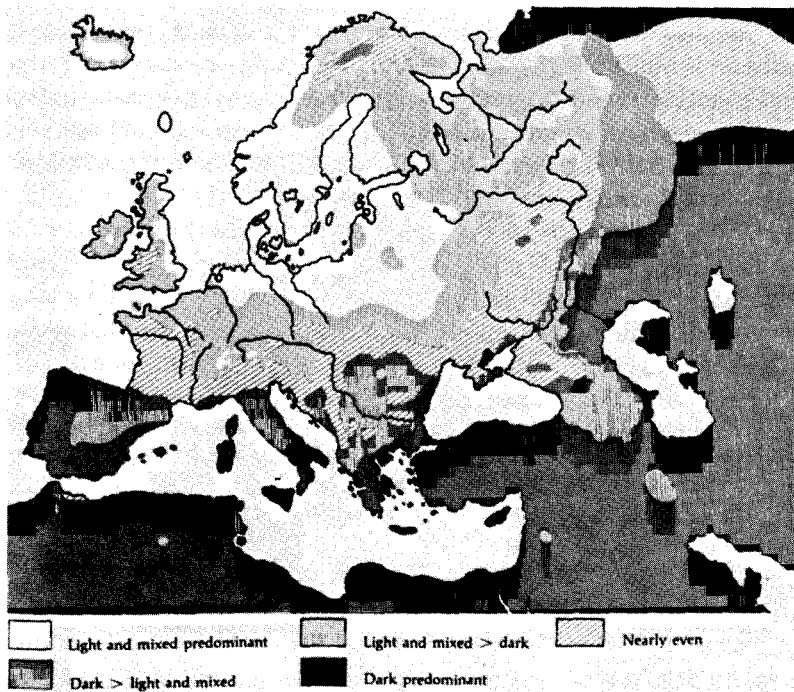 Light and mixed predominant
Light and mixed > dark
Nearly even
Dark > light and mixed
Dark predominant